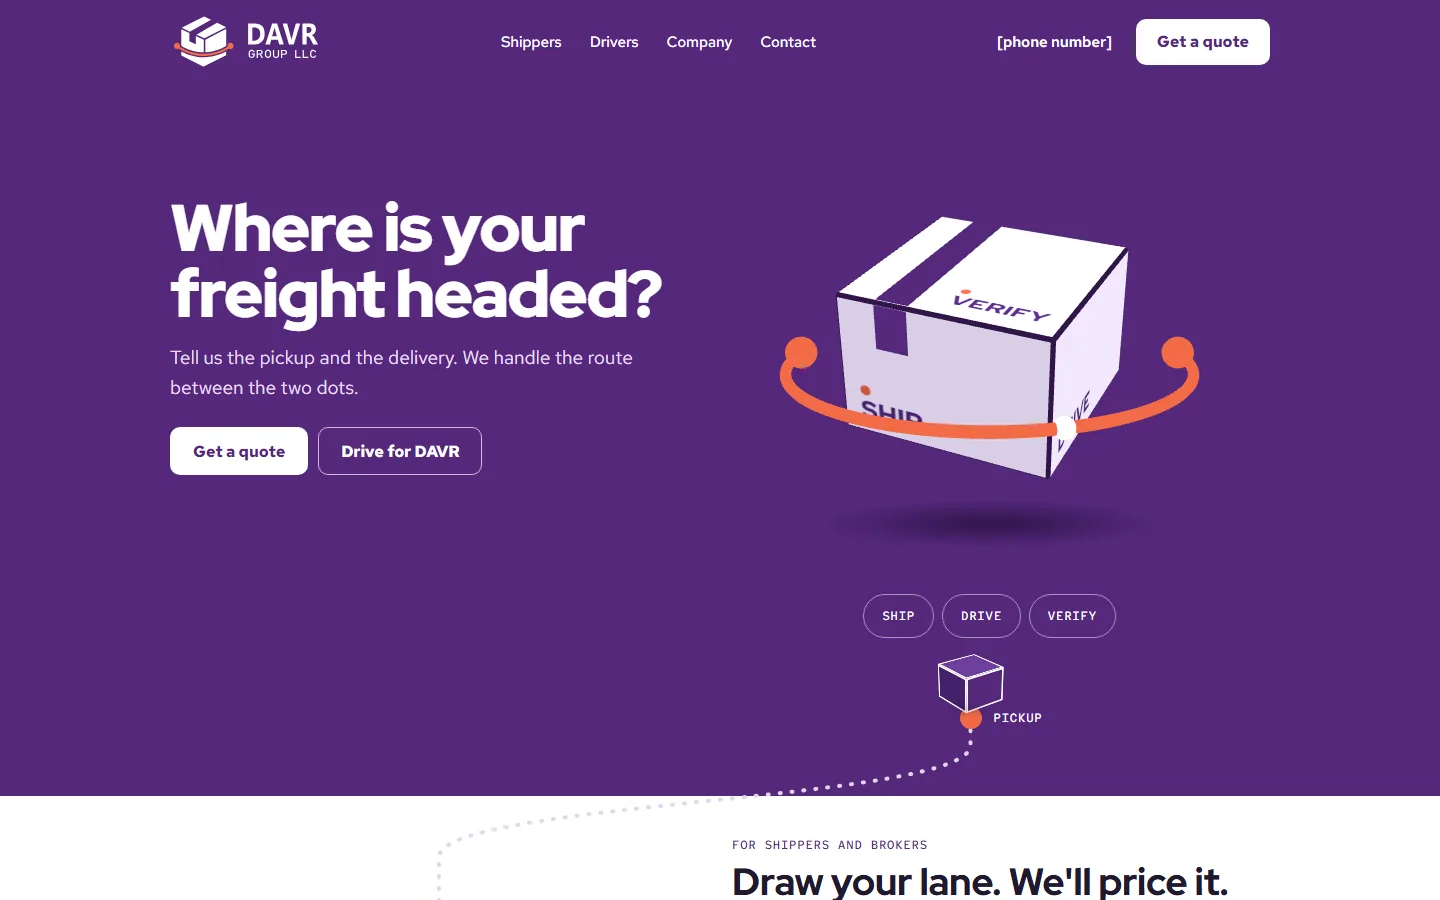 DAVR
GROUP LLC
Shippers
Drivers
Company
Contact
[phone number]
Get a quote
Where is your
freight headed?
Tell us the pickup and the delivery. We handle the route
between the two dots.
Get a quote
Drive for DAVR
VERIFY
SHIP
SHIP
DRIVE
VERIFY
PICKUP
FOR SHIPPERS AND BROKERS
Draw your lane. We'll price it.